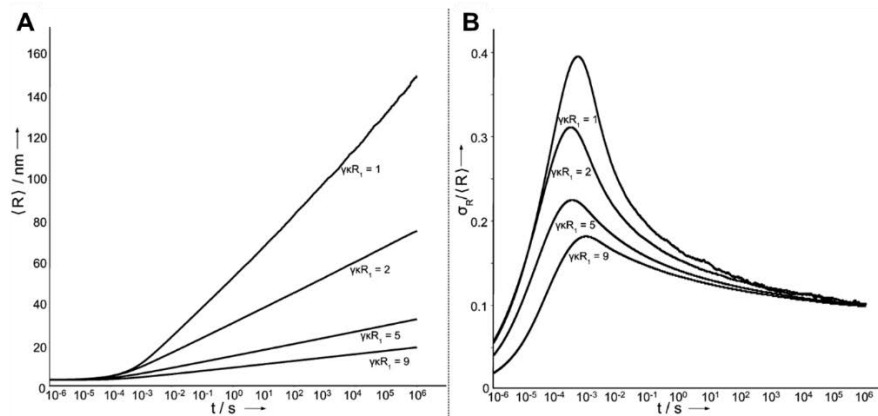 A
⟨R⟩ / nm →
160
140
120
100
80
60
40
20
0
γκR₁ = 1
γκR₁ = 2
γκR₁ = 5
γκR₁ = 9
10⁻⁶ 10⁻⁵ 10⁻⁴ 10⁻³ 10⁻² 10⁻¹ 10⁰ 10¹ 10² 10³ 10⁴ 10⁵ 10⁶
t / s →
B
σ_R/⟨R⟩ →
0.4
0.3
0.2
0.1
0
γκR₁ = 1
γκR₁ = 2
γκR₁ = 5
γκR₁ = 9
10⁻⁶ 10⁻⁵ 10⁻⁴ 10⁻³ 10⁻² 10⁻¹ 10⁰ 10¹ 10² 10³ 10⁴ 10⁵ 10⁶
t / s →